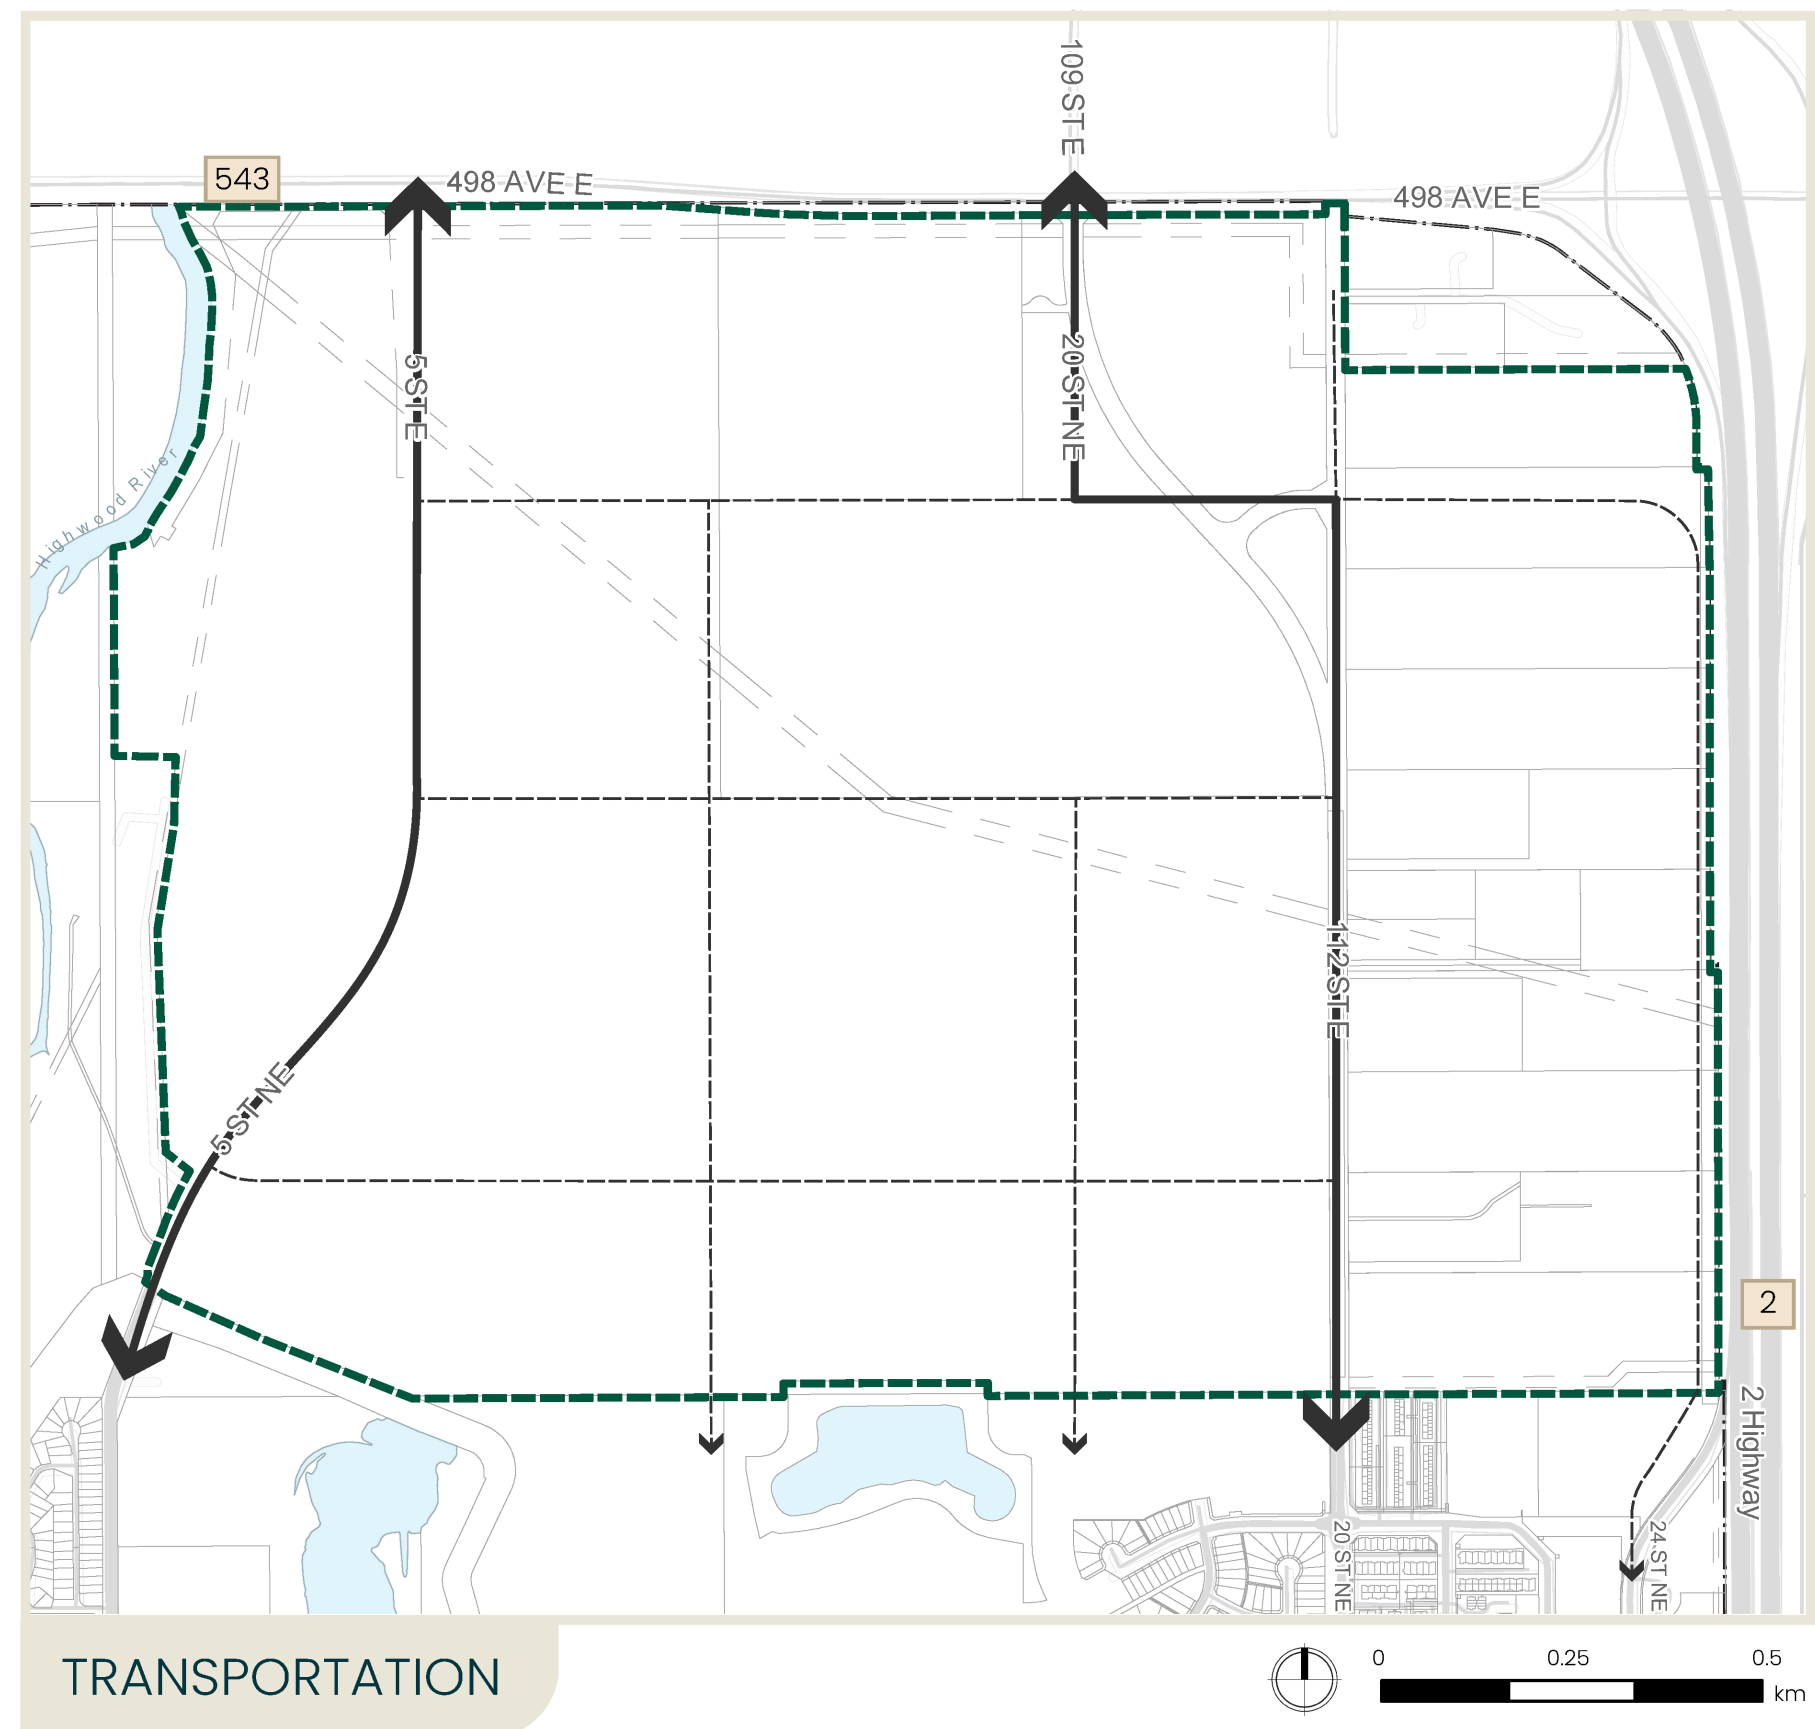 109 ST E
543
498 AVE E
498 AVE E
5 ST E
20 ST NE
Highwood River
112 ST E
5 ST NE
2
2 Highway
20 ST NE
24 ST NE
TRANSPORTATION
0 0.25 0.5
km